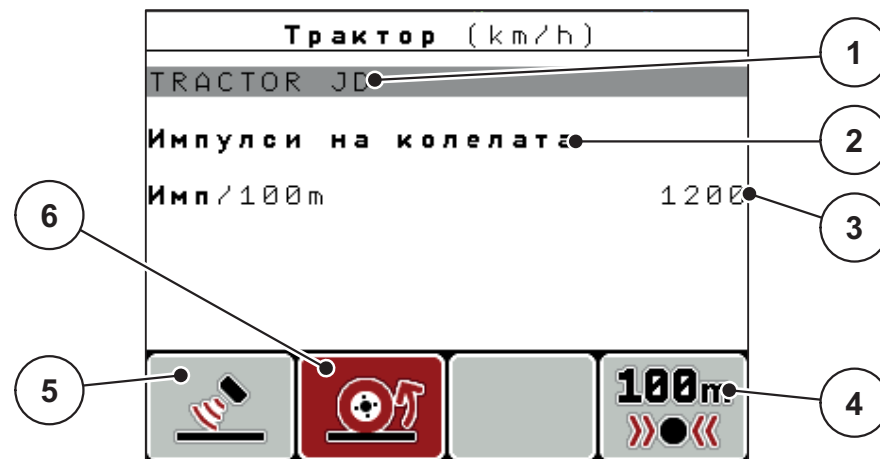 Трактор (km/h)
1
TRACTOR JD
Импулси на колелата
2
Имп/100m 1200
3
6
5
100m
4